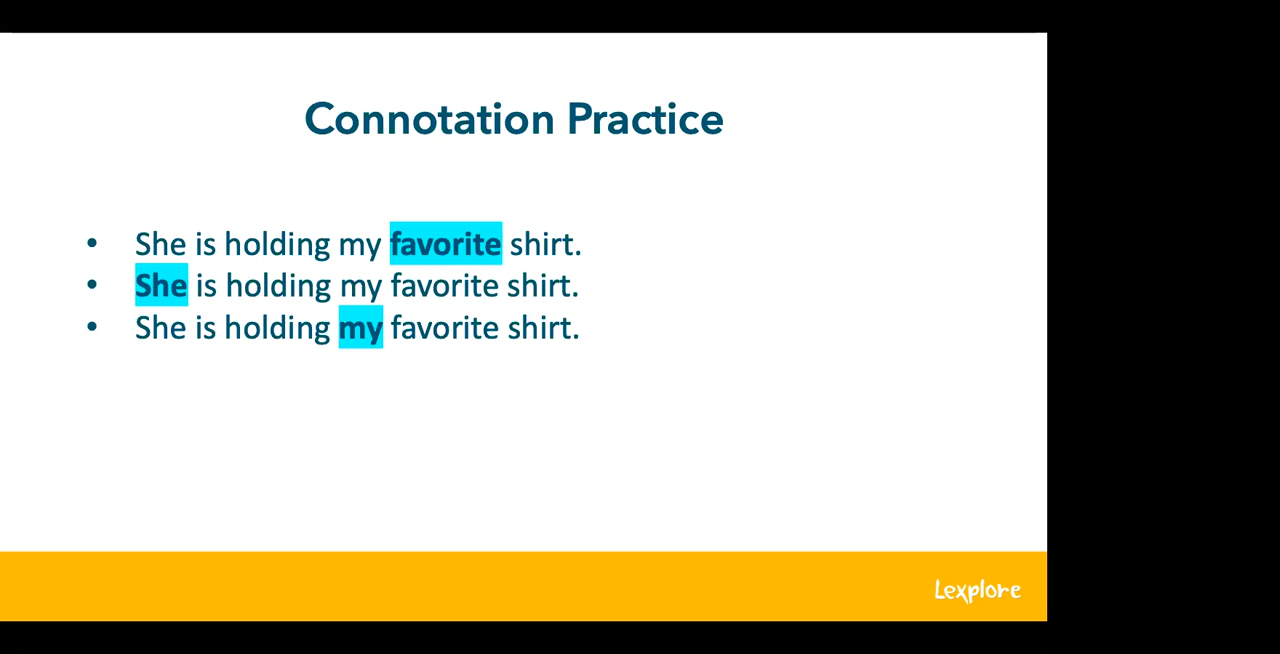 Connotation Practice
• She is holding my favorite shirt.
• She is holding my favorite shirt.
• She is holding my favorite shirt.
Lexplore